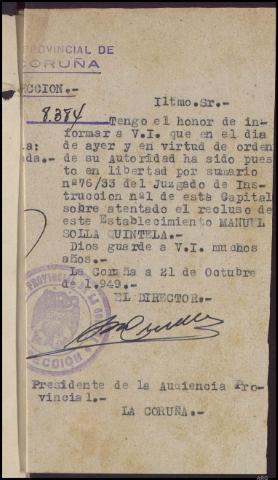 PROVINCIAL DE
CORUÑA
CCION.-
Iltmo.Sr.-
8.384
Tengo el honor de in-
formar a V.I. que en el dia
de ayer y en virtud de orden
de su Autoridad ha sido pues
to en libertad por sumario
nº76/33 del Juzgado de Ins-
truccion nº1 de esta Capital
sobre atentado el recluso de
este Establecimiento MANUEL
SOLLA QUINTELA.-
Dios guarde a V.I. muchos
años.-
La Coruña a 21 de Octubre
de 1.949.-
EL DIRECTOR.-
Presidente de la Audiencia Pro-
vincial.-
LA CORUÑA.-
ABC